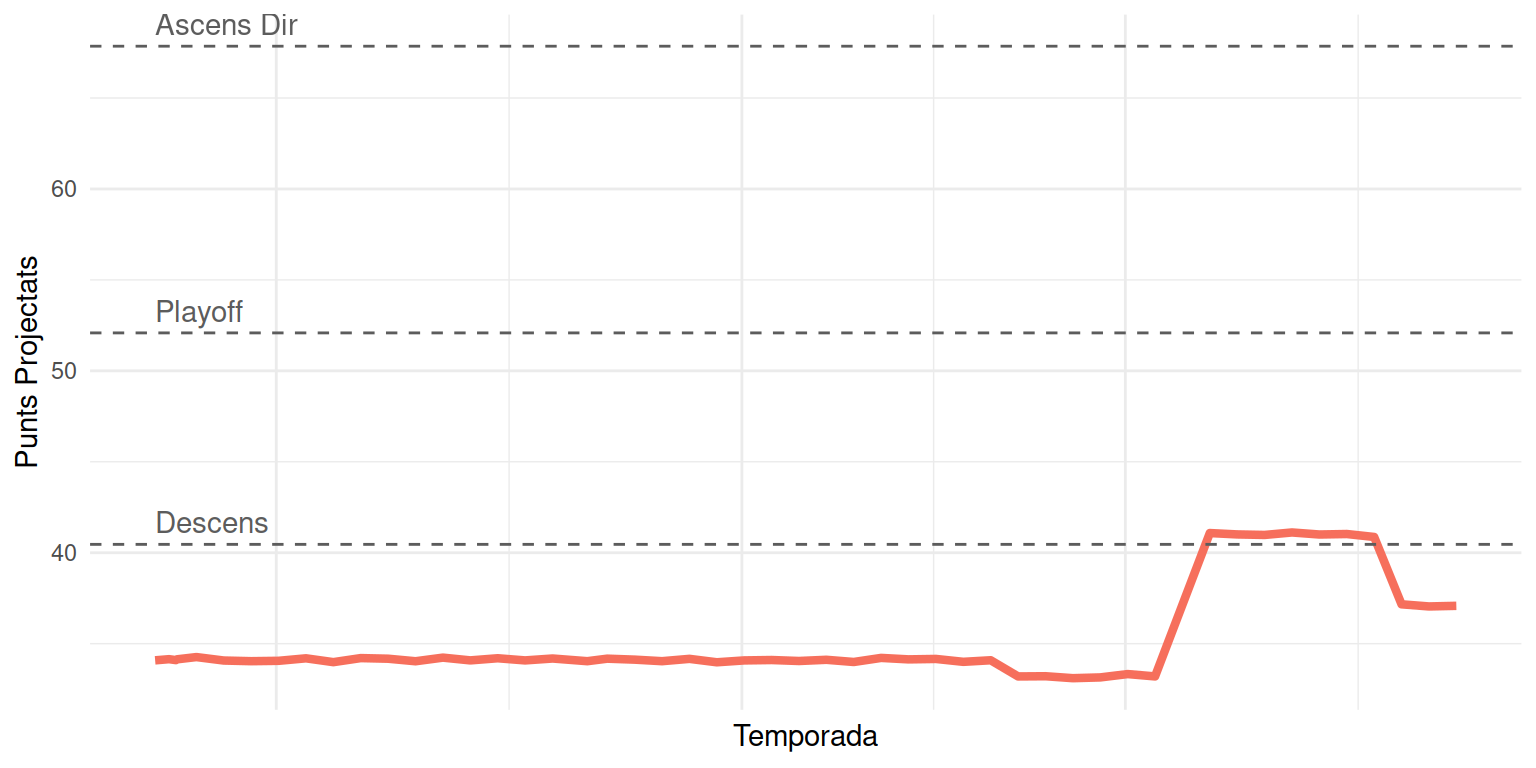 Ascens Dir
60
Playoff
50
Descens
40
Punts Projectats
Temporada